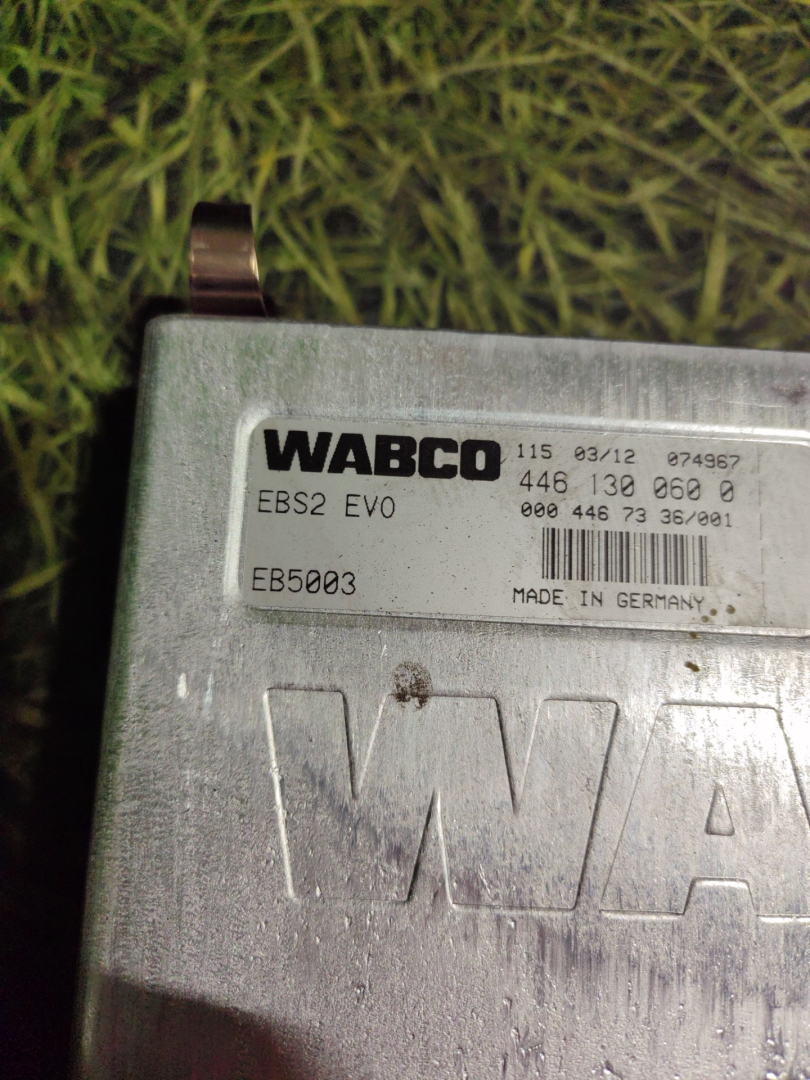 WABCO
115 03/12 074967
446 130 060 0
EBS2 EVO
000 446 73 36/001
EB5003
MADE IN GERMANY
WA